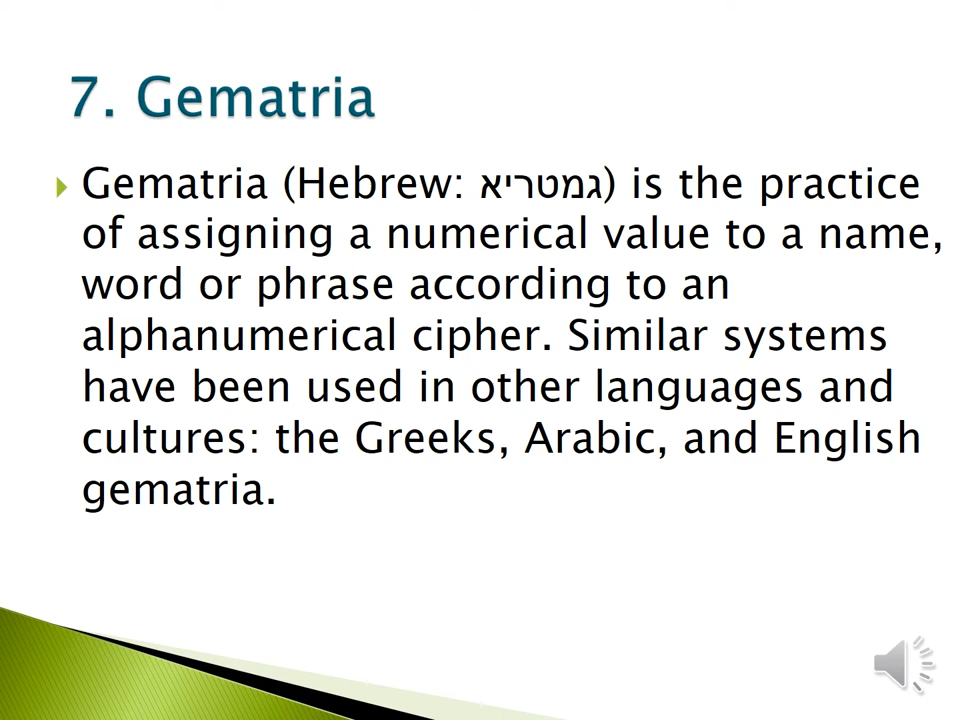 7. Gematria
Gematria (Hebrew: גמטריא) is the practice
of assigning a numerical value to a name,
word or phrase according to an
alphanumerical cipher. Similar systems
have been used in other languages and
cultures: the Greeks, Arabic, and English
gematria.